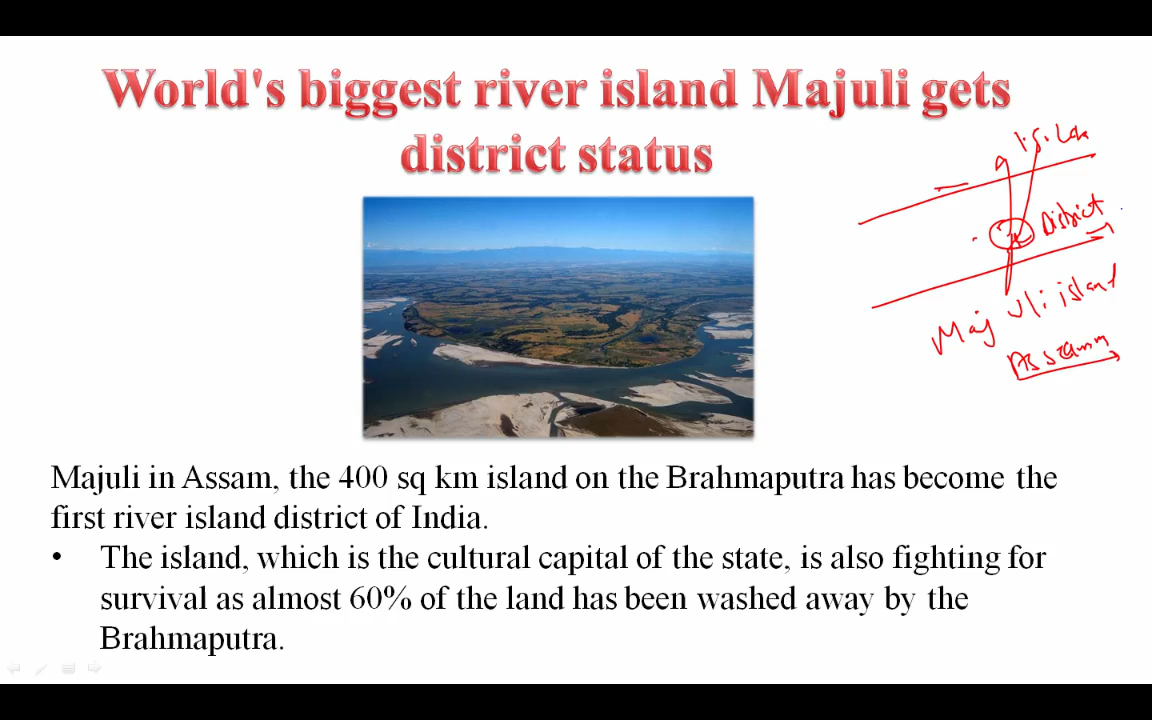 World's biggest river island Majuli gets
district status
District
Majuli island
Assamm
Majuli in Assam, the 400 sq km island on the Brahmaputra has become the
first river island district of India.
• The island, which is the cultural capital of the state, is also fighting for
survival as almost 60% of the land has been washed away by the
Brahmaputra.